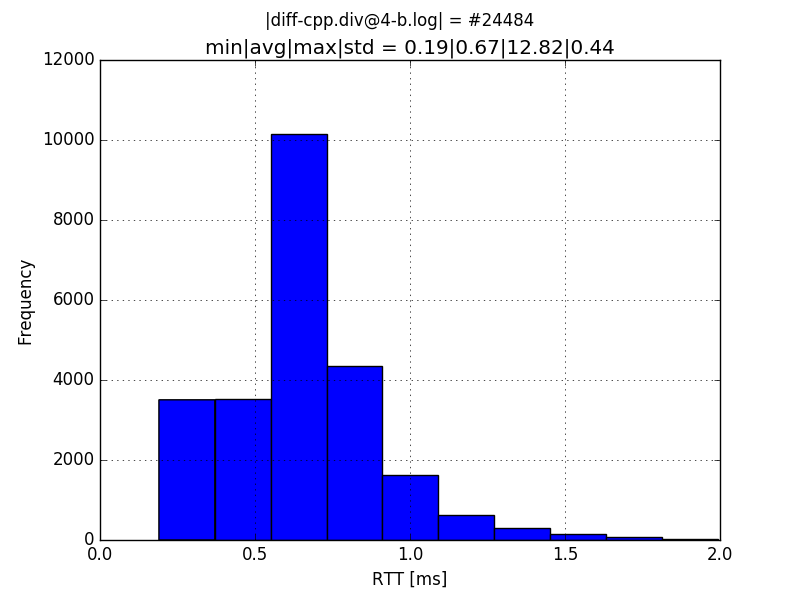 |diff-cpp.div@4-b.log| = #24484
min|avg|max|std = 0.19|0.67|12.82|0.44
12000
10000
8000
6000
4000
2000
0
Frequency
0.0 0.5 1.0 1.5 2.0
RTT [ms]